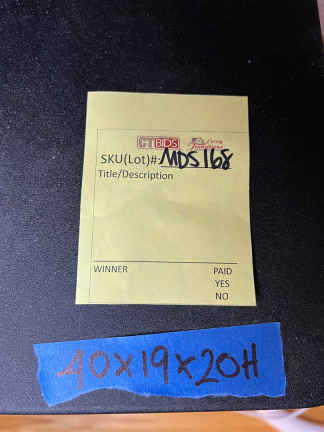 BIDS
SKU(Lot)#: MDS168
Title/Description
WINNER PAID
YES
NO
40x19x20H